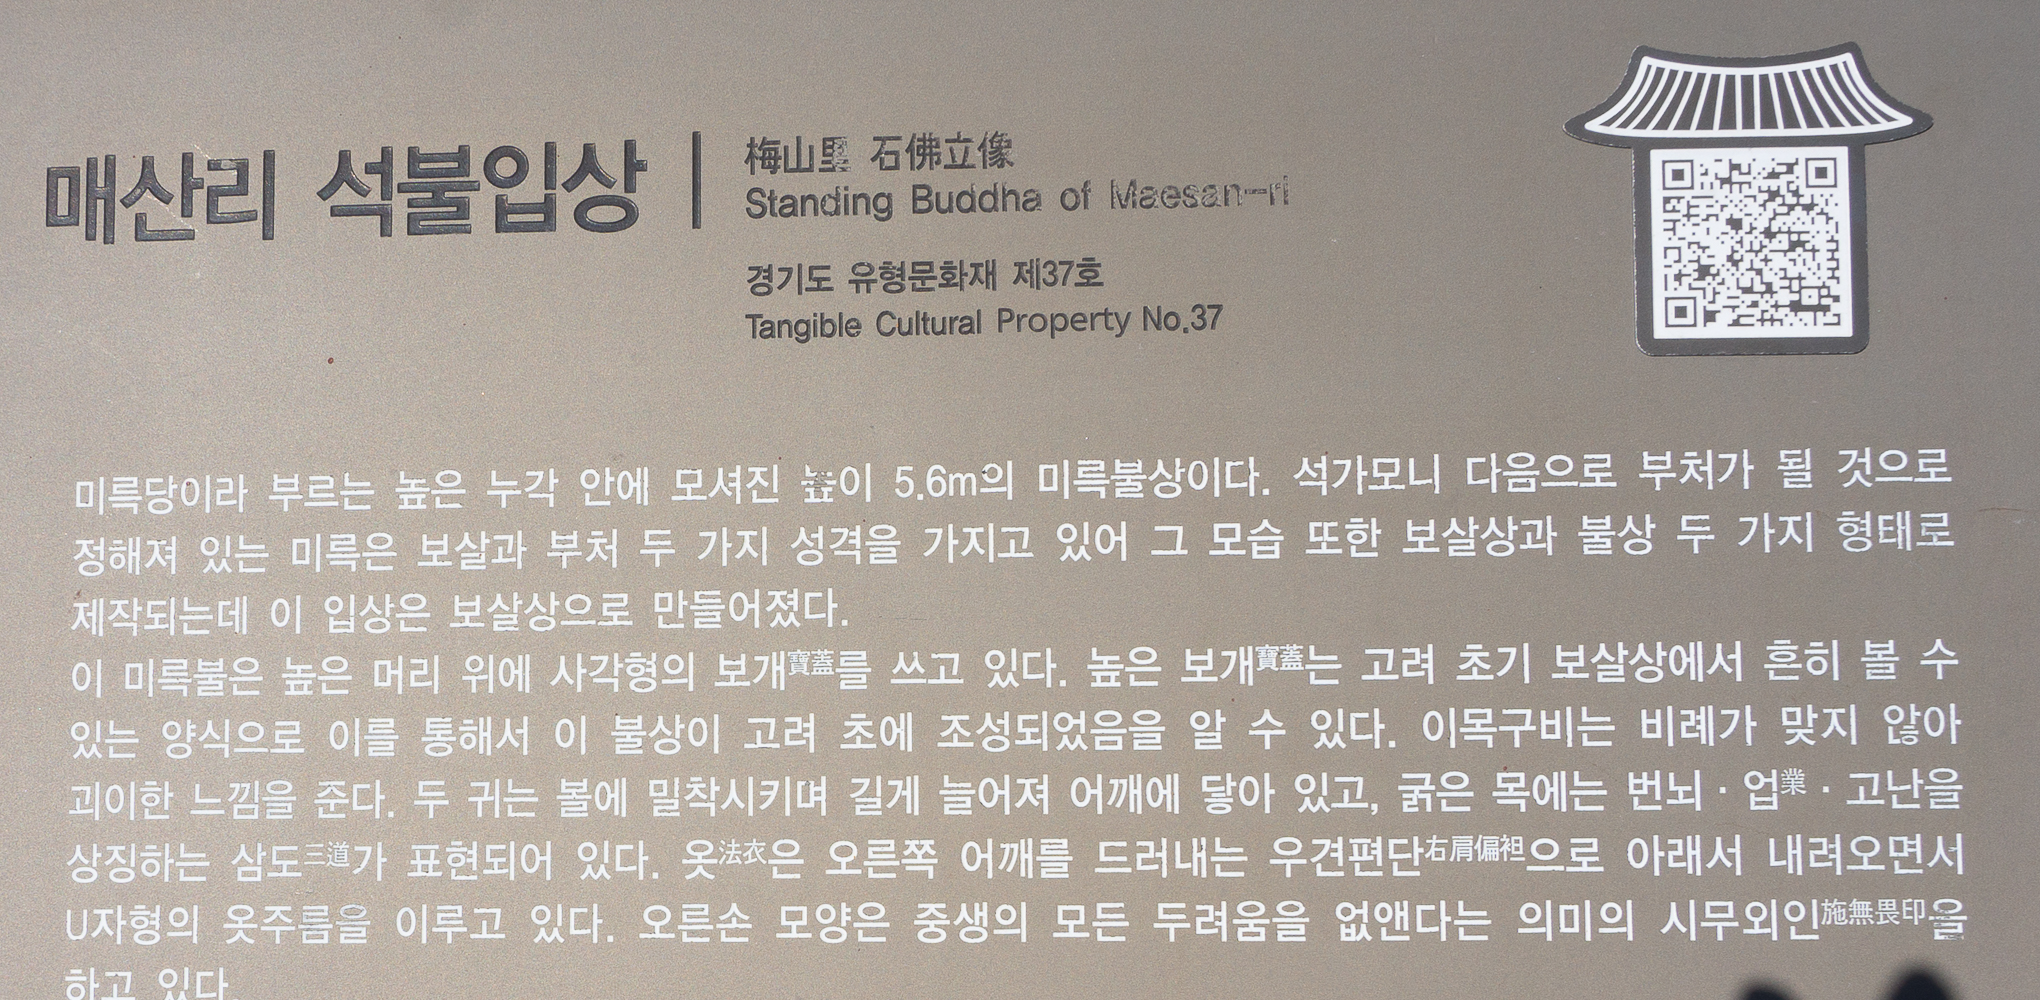 매산리 석불입상
梅山里 石佛立像
Standing Buddha of Maesan-ri
경기도 유형문화재 제37호
Tangible Cultural Property No.37
미륵당이라 부르는 높은 누각 안에 모셔진 높이 5.6m의 미륵불상이다. 석가모니 다음으로 부처가 될 것으로
정해져 있는 미륵은 보살과 부처 두 가지 성격을 가지고 있어 그 모습 또한 보살상과 불상 두 가지 형태로
제작되는데 이 입상은 보살상으로 만들어졌다.
이 미륵불은 높은 머리 위에 사각형의 보개寶蓋를 쓰고 있다. 높은 보개寶蓋는 고려 초기 보살상에서 흔히 볼 수
있는 양식으로 이를 통해서 이 불상이 고려 초에 조성되었음을 알 수 있다. 이목구비는 비례가 맞지 않아
괴이한 느낌을 준다. 두 귀는 볼에 밀착시키며 길게 늘어져 어깨에 닿아 있고, 굵은 목에는 번뇌·업業·고난을
상징하는 삼도三道가 표현되어 있다. 옷法衣은 오른쪽 어깨를 드러내는 우견편단右肩偏袒으로 아래서 내려오면서
U자형의 옷주름을 이루고 있다. 오른손 모양은 중생의 모든 두려움을 없앤다는 의미의 시무외인施無畏印을
하고 있다